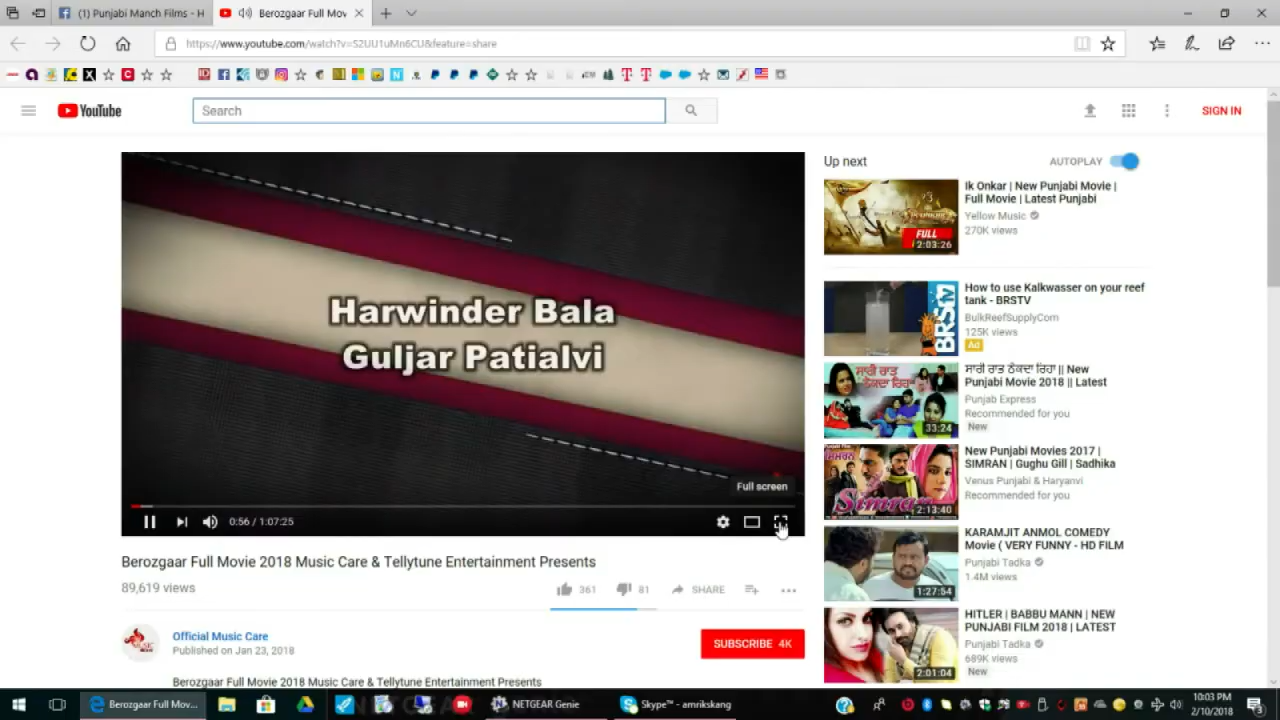 (1) Punjabi Manch Films - H
Berozgaar Full Mov
https://www.youtube.com/watch?v=S2UU1uMn6CU&feature=share
YouTube
Search
SIGN IN
Harwinder Bala
Guljar Patialvi
Full screen
0:56 / 1:07:25
Berozgaar Full Movie 2018 Music Care & Tellytune Entertainment Presents
89,619 views
361
81
SHARE
Official Music Care
Published on Jan 23, 2018
SUBSCRIBE 4K
Berozgaar Full Movie 2018 Music Care & Tellytune Entertainment Presents
Up next
AUTOPLAY
FULL
2:03:26
Ik Onkar | New Punjabi Movie |
Full Movie | Latest Punjabi
Yellow Music
270K views
BRSTV
How to use Kalkwasser on your reef
tank - BRSTV
BulkReefSupplyCom
125K views
Ad
ਸਾਰੀ ਰਾਤ
ਠੋਕਦਾ ਰਿਹਾ
33:24
ਸਾਰੀ ਰਾਤ ਠੋਕਦਾ ਰਿਹਾ || New
Punjabi Movie 2018 || Latest
Punjab Express
Recommended for you
New
ਸਿਮਰਨ
Simran
2:13:40
New Punjabi Movies 2017 |
SIMRAN | Gughu Gill | Sadhika
Venus Punjabi & Haryanvi
Recommended for you
1:27:54
KARAMJIT ANMOL COMEDY
Movie ( VERY FUNNY - HD FILM
Punjabi Tadka
1.4M views
2:01:04
HITLER | BABBU MANN | NEW
PUNJABI FILM 2018 | LATEST
Punjabi Tadka
689K views
New
Berozgaar Full Mov...
NETGEAR Genie
Skype™ - amrikskang
10:03 PM
2/10/2018